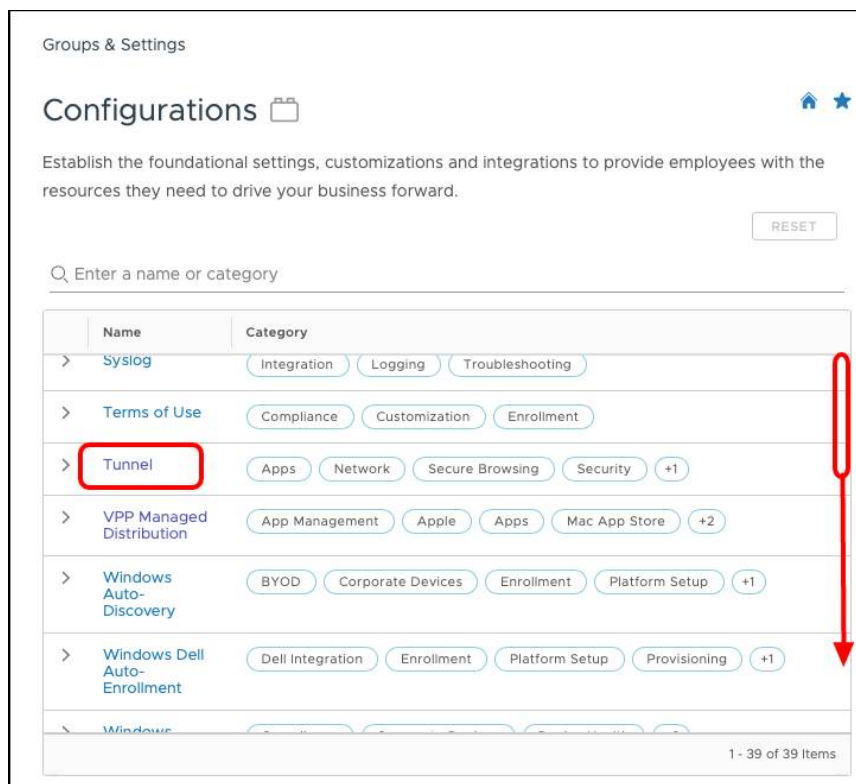 Groups & Settings
Configurations
Establish the foundational settings, customizations and integrations to provide employees with the
resources they need to drive your business forward.
RESET
Enter a name or category
Name Category
Syslog Integration Logging Troubleshooting
Terms of Use Compliance Customization Enrollment
Tunnel Apps Network Secure Browsing Security +1
VPP Managed
Distribution
App Management Apple Apps Mac App Store +2
Windows
Auto-
Discovery
BYOD Corporate Devices Enrollment Platform Setup +1
Windows Dell
Auto-
Enrollment
Dell Integration Enrollment Platform Setup Provisioning +1
Windows
1 - 39 of 39 Items